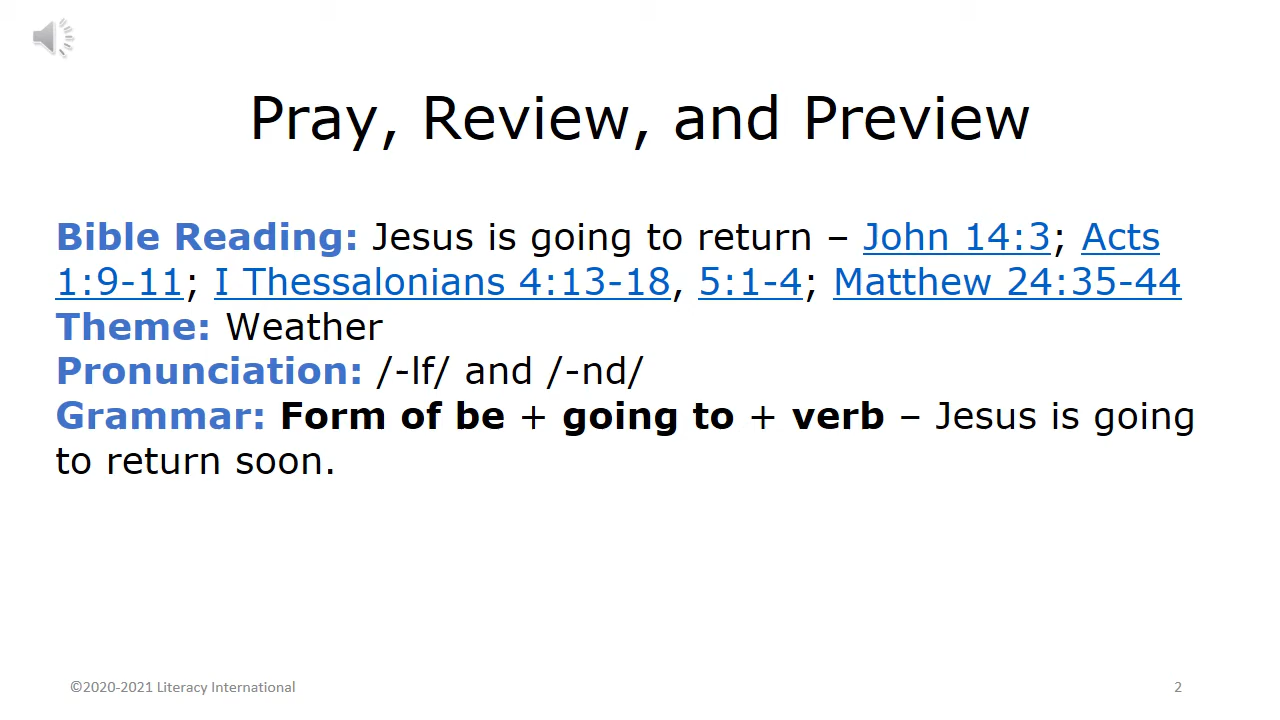 Pray, Review, and Preview
Bible Reading: Jesus is going to return – John 14:3; Acts
1:9-11; I Thessalonians 4:13-18, 5:1-4; Matthew 24:35-44
Theme: Weather
Pronunciation: /-lf/ and /-nd/
Grammar: Form of be + going to + verb – Jesus is going
to return soon.
©2020-2021 Literacy International
2